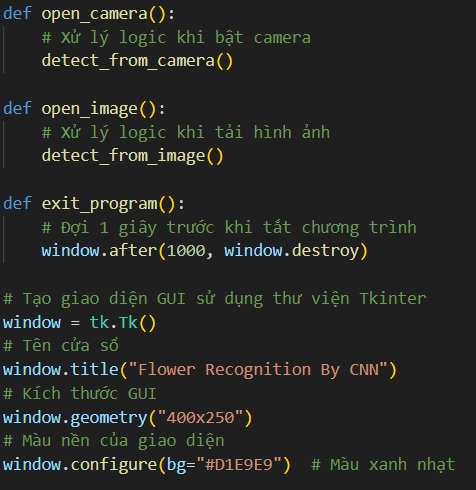 def open_camera():
    # Xử lý logic khi bật camera
    detect_from_camera()

def open_image():
    # Xử lý logic khi tải hình ảnh
    detect_from_image()

def exit_program():
    # Đợi 1 giây trước khi tắt chương trình
    window.after(1000, window.destroy)

# Tạo giao diện GUI sử dụng thư viện Tkinter
window = tk.Tk()
# Tên cửa sổ
window.title("Flower Recognition By CNN")
# Kích thước GUI
window.geometry("400x250")
# Màu nền của giao diện
window.configure(bg="#D1E9E9")  # Màu xanh nhạt